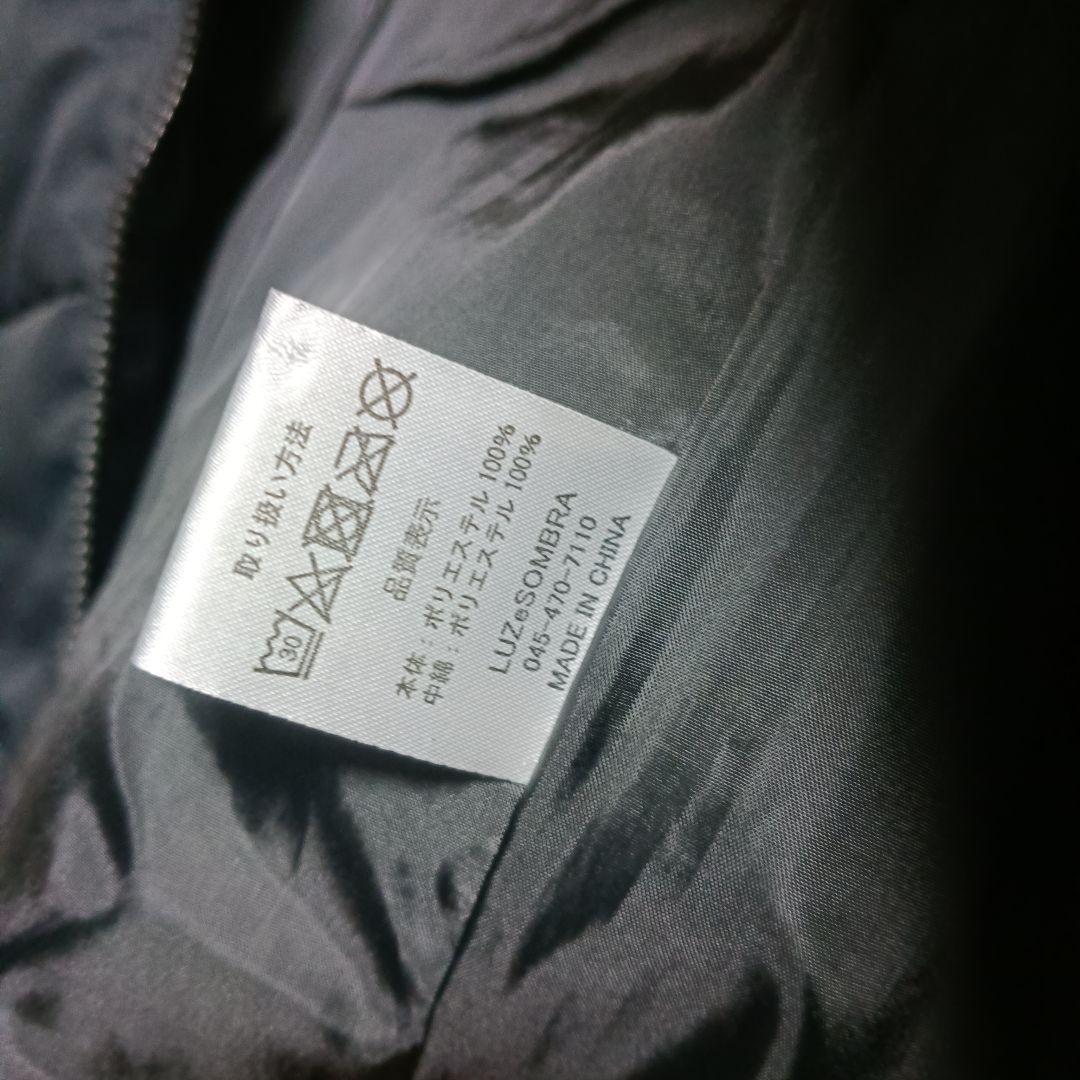 取り扱い方法
30
品質表示
本体：ポリエステル 100%
中綿：ポリエステル 100%
LUZeSOMBRA
045-470-7110
MADE IN CHINA